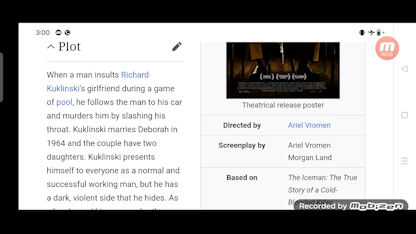 3:00
Plot
When a man insults Richard
Kuklinski's girlfriend during a game
of pool, he follows the man to his car
and murders him by slashing his
throat. Kuklinski marries Deborah in
1964 and the couple have two
daughters. Kuklinski presents
himself to everyone as a normal and
successful working man, but he has
a dark, violent side that he hides. As
Theatrical release poster
Directed by Ariel Vromen
Screenplay by Ariel Vromen
Morgan Land
Based on The Iceman: The True
Story of a Cold-
Recorded by Mobizen